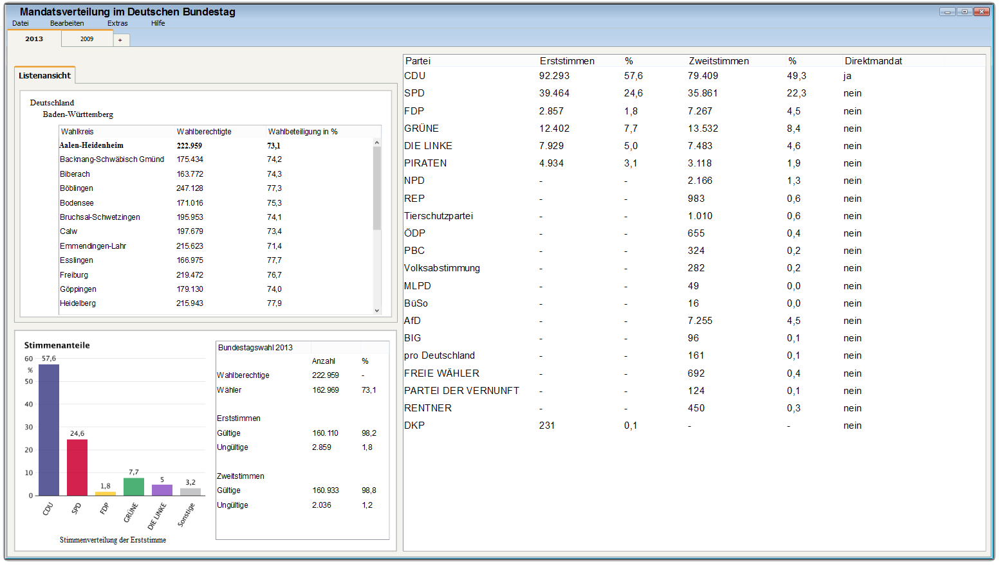 Mandatsverteilung im Deutschen Bundestag
Datei Bearbeiten Extras Hilfe
2013 2009 +
Listenansicht
Deutschland
Baden-Württemberg
Wahlkreis Wahlberechtigte Wahlbeteiligung in %
Aalen-Heidenheim 222.959 73,1
Backnang-Schwäbisch Gmünd 175.434 74,2
Biberach 163.772 74,3
Böblingen 247.128 77,3
Bodensee 171.016 75,3
Bruchsal-Schwetzingen 195.953 74,1
Calw 197.679 73,4
Emmendingen-Lahr 215.623 71,4
Esslingen 166.975 77,7
Freiburg 219.472 76,7
Göppingen 179.130 74,0
Heidelberg 215.943 77,9
Stimmenanteile
60
%
50
40
30
20
10
0
57,6
24,6
1,8
7,7
5
3,2
CDU
SPD
FDP
GRÜNE
DIE LINKE
Sonstige
Stimmenverteilung der Erststimme
Bundestagswahl 2013
Anzahl %
Wahlberechtige 222.959 -
Wähler 162.969 73,1
Erststimmen
Gültige 160.110 98,2
Ungültige 2.859 1,8
Zweitstimmen
Gültige 160.933 98,8
Ungültige 2.036 1,2
Partei Erststimmen % Zweitstimmen % Direktmandat
CDU 92.293 57,6 79.409 49,3 ja
SPD 39.464 24,6 35.861 22,3 nein
FDP 2.857 1,8 7.267 4,5 nein
GRÜNE 12.402 7,7 13.532 8,4 nein
DIE LINKE 7.929 5,0 7.483 4,6 nein
PIRATEN 4.934 3,1 3.118 1,9 nein
NPD - - 2.166 1,3 nein
REP - - 983 0,6 nein
Tierschutzpartei - - 1.010 0,6 nein
ÖDP - - 655 0,4 nein
PBC - - 324 0,2 nein
Volksabstimmung - - 282 0,2 nein
MLPD - - 49 0,0 nein
BüSo - - 16 0,0 nein
AfD - - 7.255 4,5 nein
BIG - - 96 0,1 nein
pro Deutschland - - 161 0,1 nein
FREIE WÄHLER - - 692 0,4 nein
PARTEI DER VERNUNFT - - 124 0,1 nein
RENTNER - - 450 0,3 nein
DKP 231 0,1 - - nein